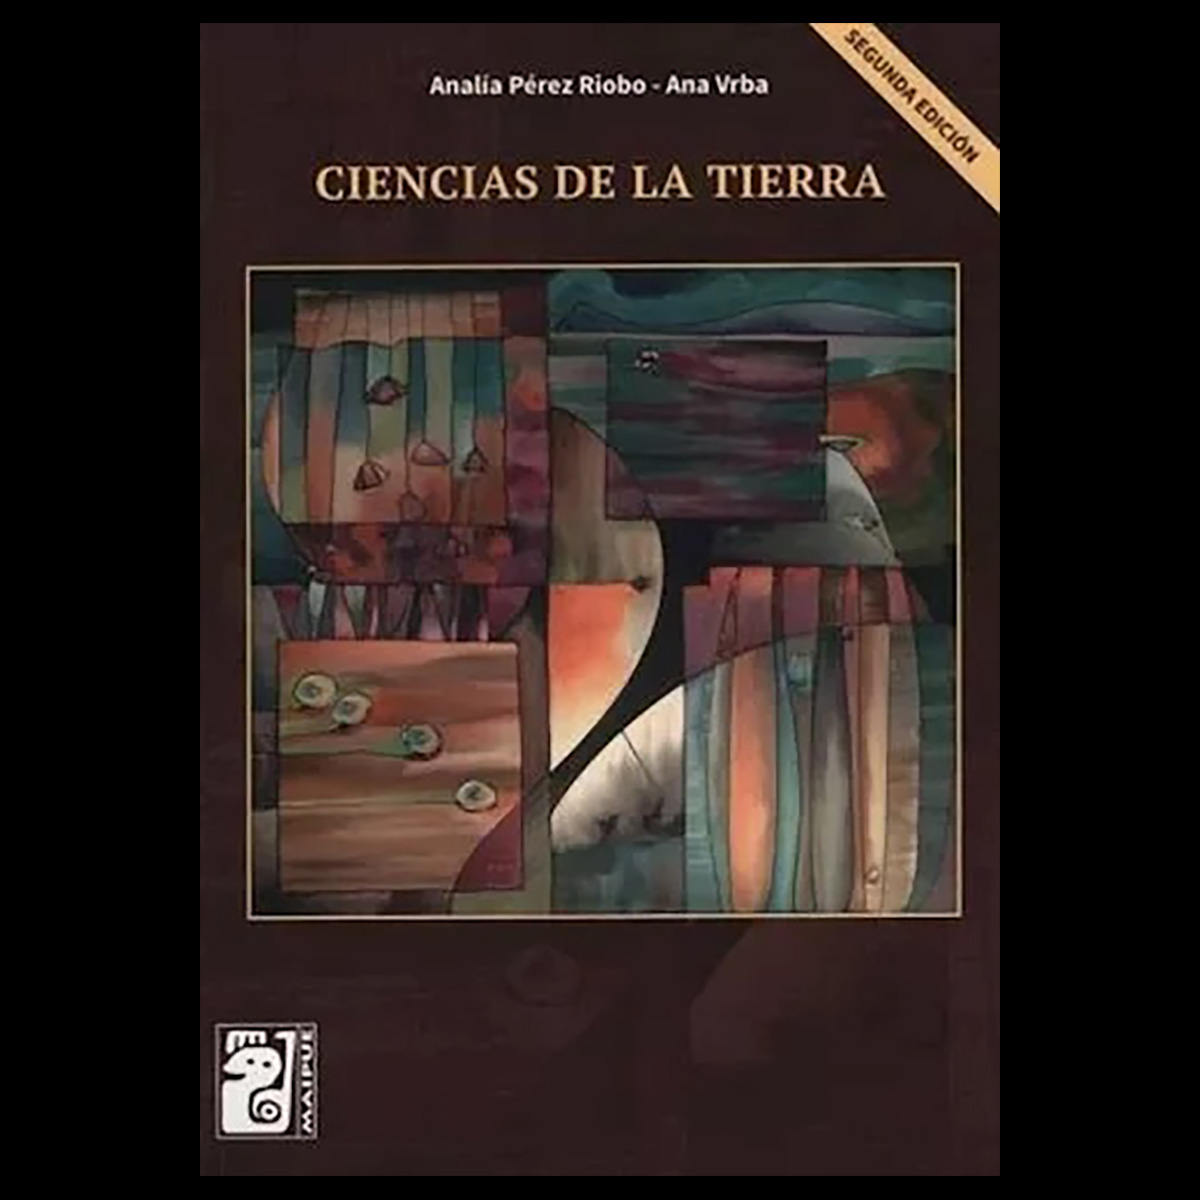 Analía Pérez Riobo - Ana Vrba
SEGUNDA EDICIÓN
CIENCIAS DE LA TIERRA
MAIPUE